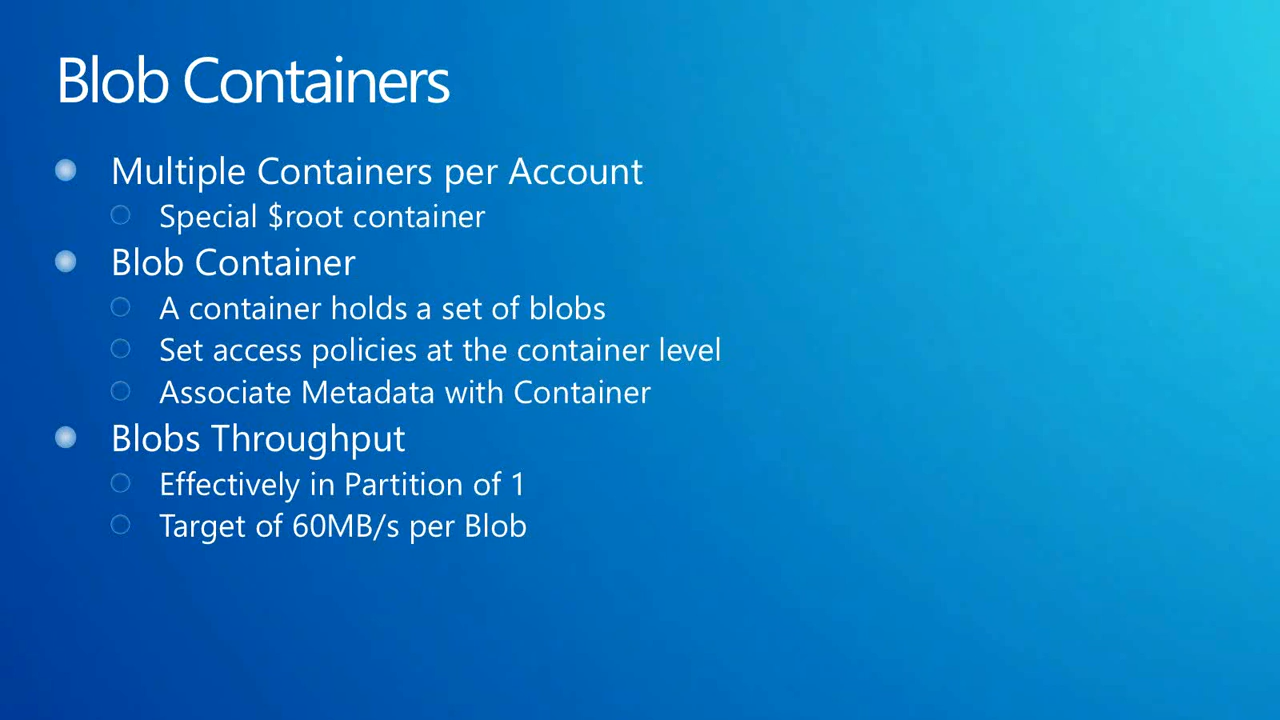 Blob Containers
Multiple Containers per Account
Special $root container
Blob Container
A container holds a set of blobs
Set access policies at the container level
Associate Metadata with Container
Blobs Throughput
Effectively in Partition of 1
Target of 60MB/s per Blob